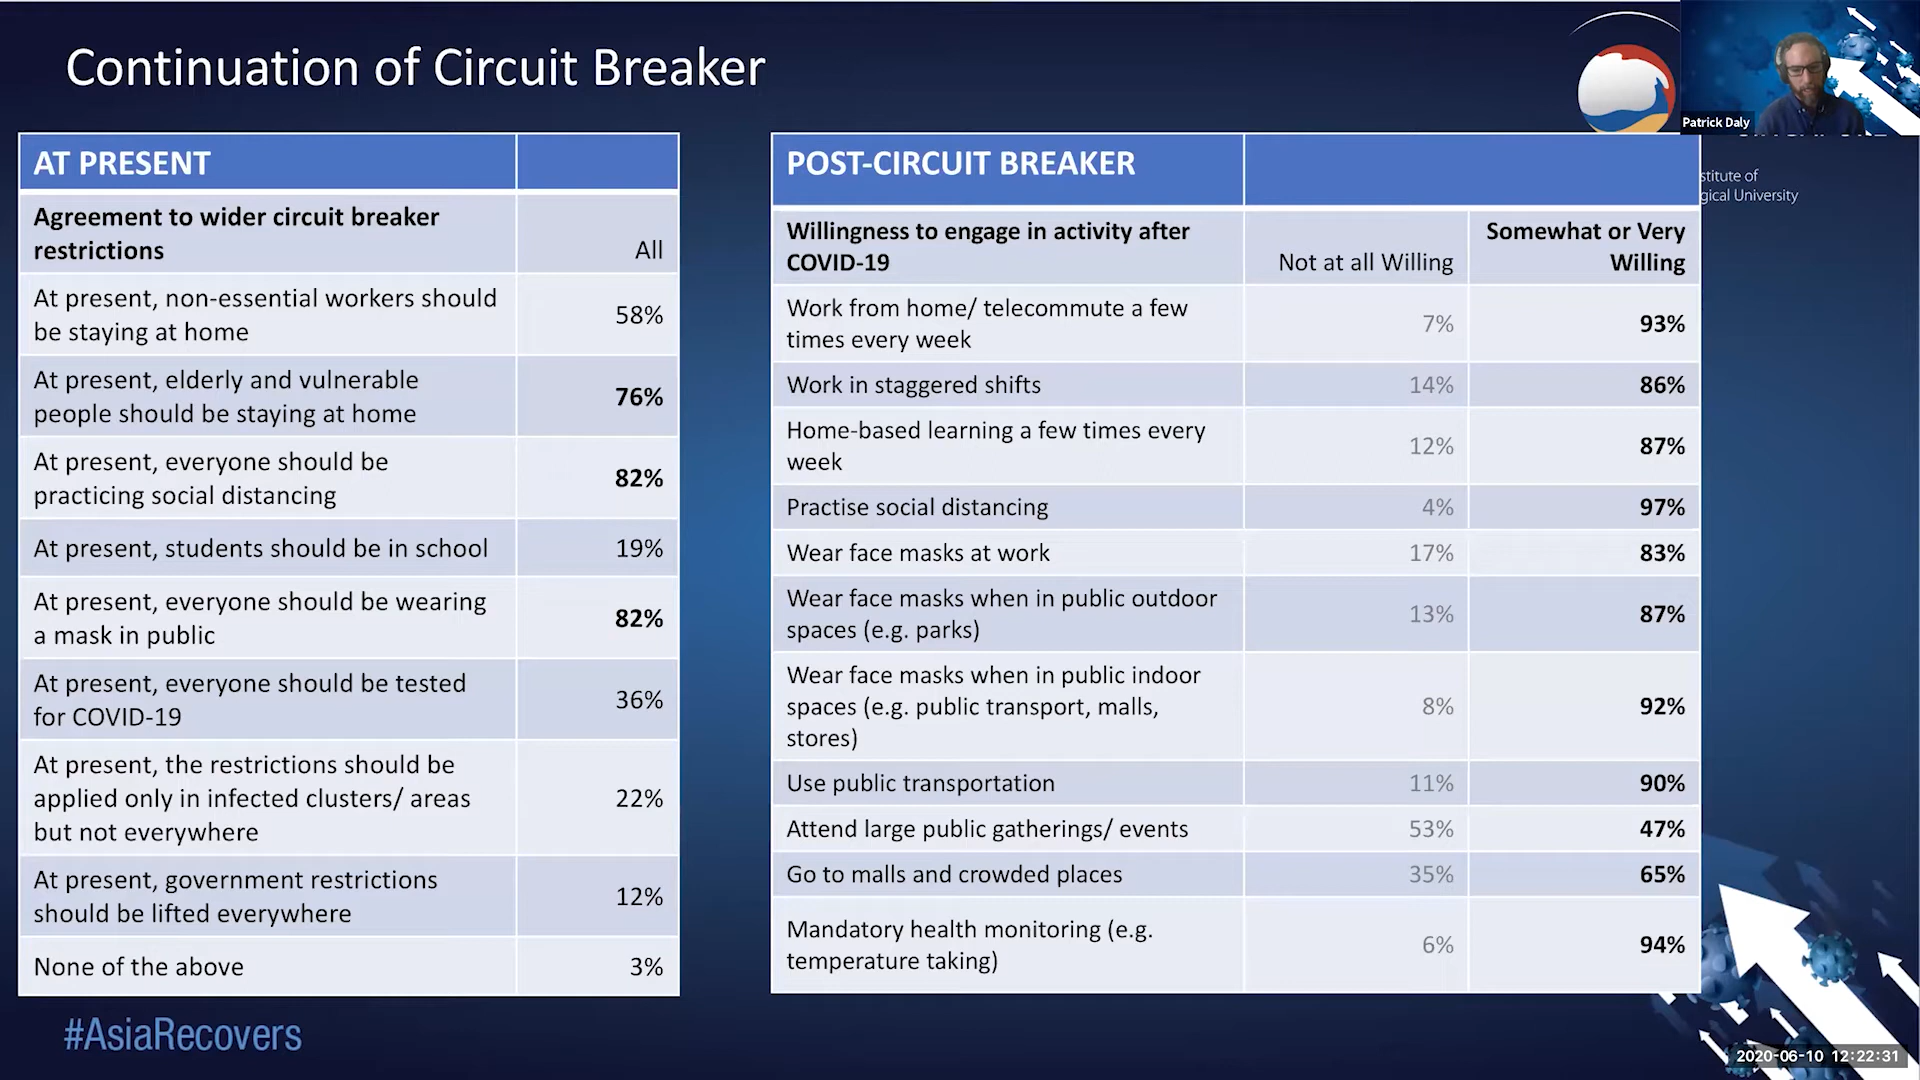 Continuation of Circuit Breaker
Patrick Daly
stitute of
gical University
AT PRESENT
Agreement to wider circuit breaker
restrictions
All
At present, non-essential workers should
be staying at home
58%
At present, elderly and vulnerable
people should be staying at home
76%
At present, everyone should be
practicing social distancing
82%
At present, students should be in school
19%
At present, everyone should be wearing
a mask in public
82%
At present, everyone should be tested
for COVID-19
36%
At present, the restrictions should be
applied only in infected clusters/ areas
but not everywhere
22%
At present, government restrictions
should be lifted everywhere
12%
None of the above
3%
POST-CIRCUIT BREAKER
Willingness to engage in activity after
COVID-19
Not at all Willing
Somewhat or Very
Willing
Work from home/ telecommute a few
times every week
7%
93%
Work in staggered shifts
14%
86%
Home-based learning a few times every
week
12%
87%
Practise social distancing
4%
97%
Wear face masks at work
17%
83%
Wear face masks when in public outdoor
spaces (e.g. parks)
13%
87%
Wear face masks when in public indoor
spaces (e.g. public transport, malls,
stores)
8%
92%
Use public transportation
11%
90%
Attend large public gatherings/ events
53%
47%
Go to malls and crowded places
35%
65%
Mandatory health monitoring (e.g.
temperature taking)
6%
94%
#AsiaRecovers
2020-06-10 12:22:31